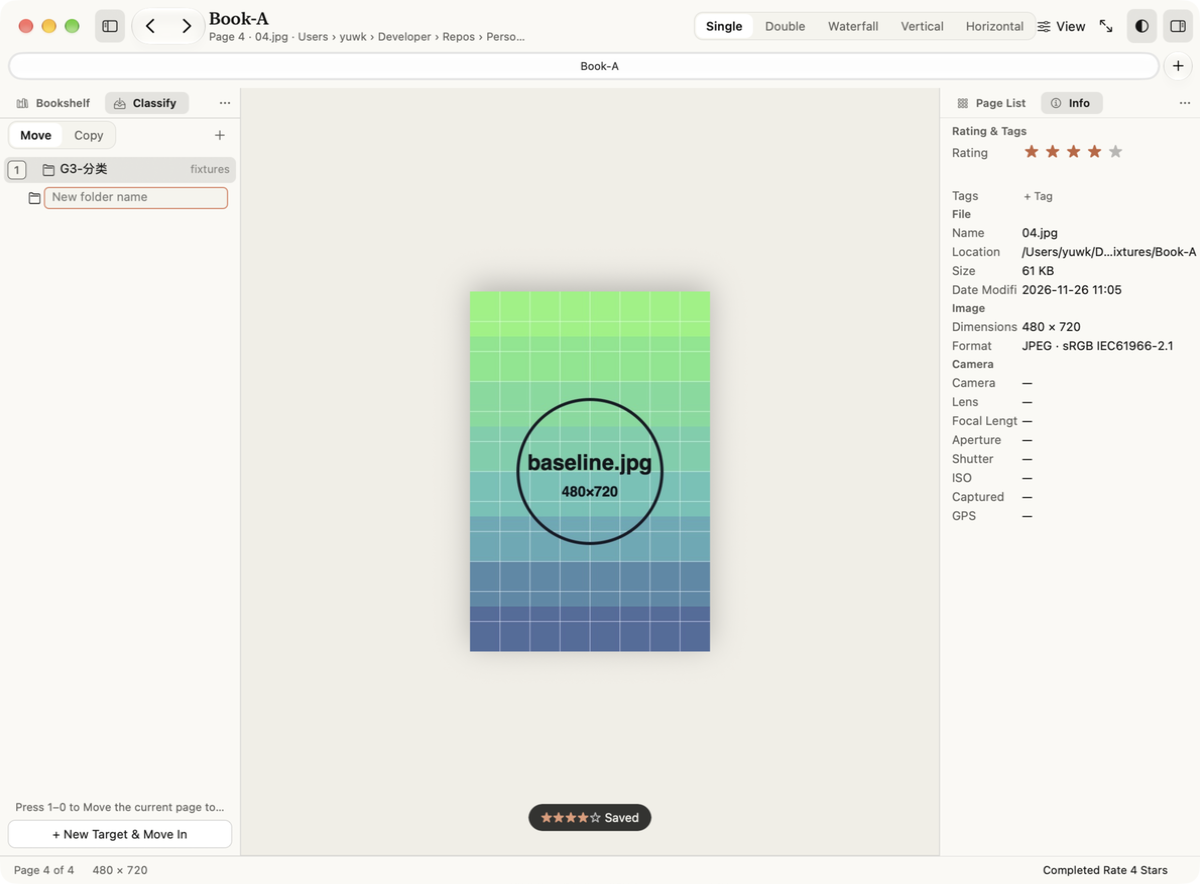 Book-A
Page 4 · 04.jpg · Users › yuwk › Developer › Repos › Perso...
Single Double Waterfall Vertical Horizontal View
Book-A
Bookshelf Classify
Move Copy
1 G3-分类 fixtures
New folder name
Press 1–0 to Move the current page to...
+ New Target & Move In
baseline.jpg
480×720
★★★★☆ Saved
Page List Info
Rating & Tags
Rating ★★★★★
Tags + Tag
File
Name 04.jpg
Location /Users/yuwk/D...ixtures/Book-A
Size 61 KB
Date Modifi 2026-11-26 11:05
Image
Dimensions 480 × 720
Format JPEG · sRGB IEC61966-2.1
Camera
Camera —
Lens —
Focal Lengt —
Aperture —
Shutter —
ISO —
Captured —
GPS —
Page 4 of 4 480 × 720
Completed Rate 4 Stars